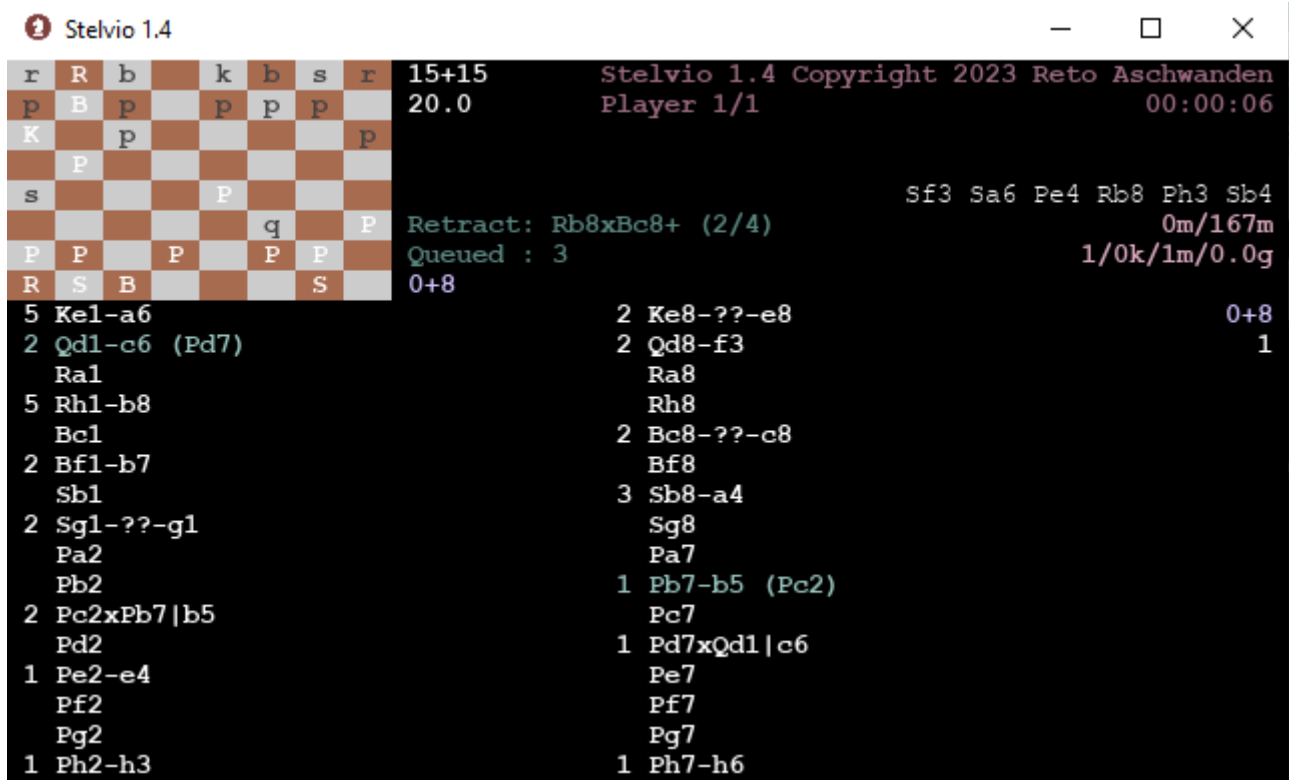 Stelvio 1.4
r R b k b s r 15+15 Stelvio 1.4 Copyright 2023 Reto Aschwanden
p B p p p p 20.0 Player 1/1 00:00:06
K p p
P
s P Sf3 Sa6 Pe4 Rb8 Ph3 Sb4
q P Retract: Rb8xBc8+ (2/4) 0m/167m
P P P P P Queued : 3 1/0k/1m/0.0g
R S B S 0+8
5 Ke1-a6 2 Ke8-??-e8 0+8
2 Qd1-c6 (Pd7) 2 Qd8-f3 1
Ra1 Ra8
5 Rh1-b8 Rh8
Bc1 2 Bc8-??-c8
2 Bf1-b7 Bf8
Sb1 3 Sb8-a4
2 Sg1-??-g1 Sg8
Pa2 Pa7
Pb2 1 Pb7-b5 (Pc2)
2 Pc2xPb7|b5 Pc7
Pd2 1 Pd7xQd1|c6
1 Pe2-e4 Pe7
Pf2 Pf7
Pg2 Pg7
1 Ph2-h3 1 Ph7-h6